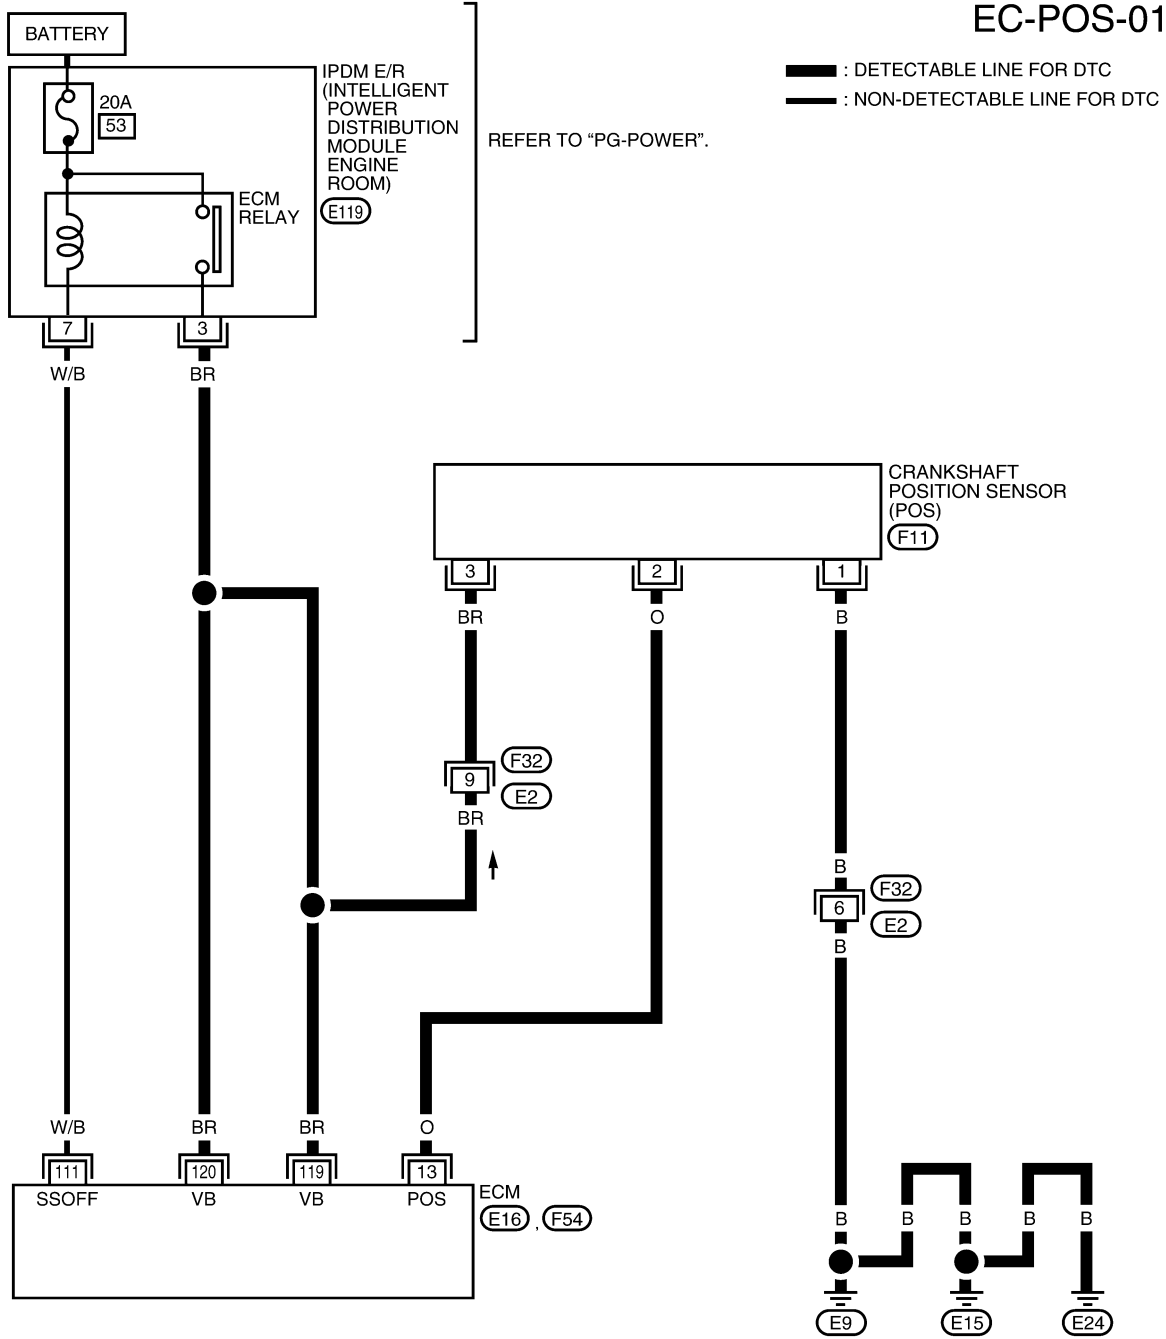 EC-POS-01
BATTERY
: DETECTABLE LINE FOR DTC
: NON-DETECTABLE LINE FOR DTC
20A
53
IPDM E/R
(INTELLIGENT
POWER
DISTRIBUTION
MODULE
ENGINE
ROOM)
E119
REFER TO “PG-POWER”.
ECM
RELAY
7
3
W/B
BR
CRANKSHAFT
POSITION SENSOR
(POS)
F11
3
2
1
BR
O
B
F32
9
E2
BR
B
F32
6
E2
B
W/B
BR
BR
O
111
120
119
13
SSOFF
VB
VB
POS
ECM
E16 , F54
B
B
B
B
B
E9
E15
E24